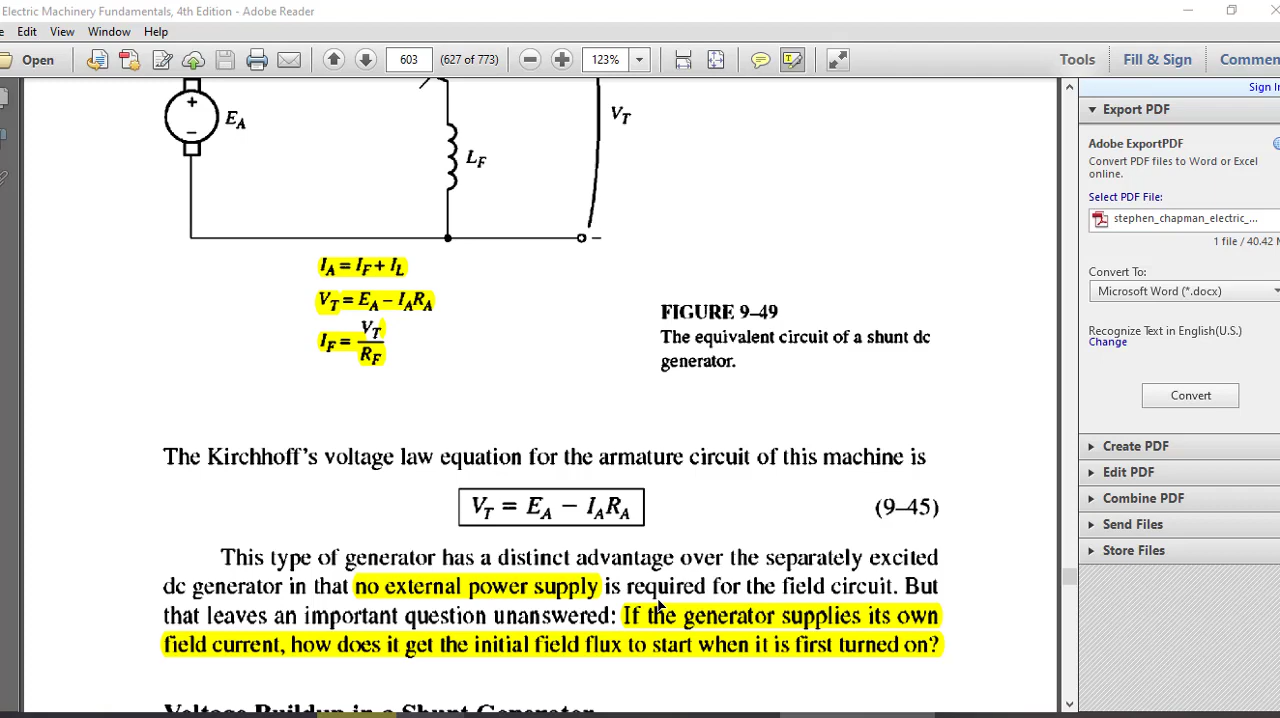 Electric Machinery Fundamentals, 4th Edition - Adobe Reader
Edit View Window Help
Open 603 (627 of 773) 123% Tools Fill & Sign
Sign
+
E_A
−
V_T
L_F
−
I_A = I_F + I_L
V_T = E_A − I_A R_A
I_F = V_T / R_F
FIGURE 9–49
The equivalent circuit of a shunt dc
generator.
The Kirchhoff's voltage law equation for the armature circuit of this machine is
V_T = E_A − I_A R_A (9–45)
This type of generator has a distinct advantage over the separately excited
dc generator in that no external power supply is required for the field circuit. But
that leaves an important question unanswered: If the generator supplies its own
field current, how does it get the initial field flux to start when it is first turned on?
Voltage Buildup in a Shunt Generator
Export PDF
Adobe ExportPDF
Convert PDF files to Word or Excel
online.
Select PDF File:
stephen_chapman_electric_...
1 file / 40.42
Convert To:
Microsoft Word (*.docx)
Recognize Text in English(U.S.)
Change
Convert
Create PDF
Edit PDF
Combine PDF
Send Files
Store Files